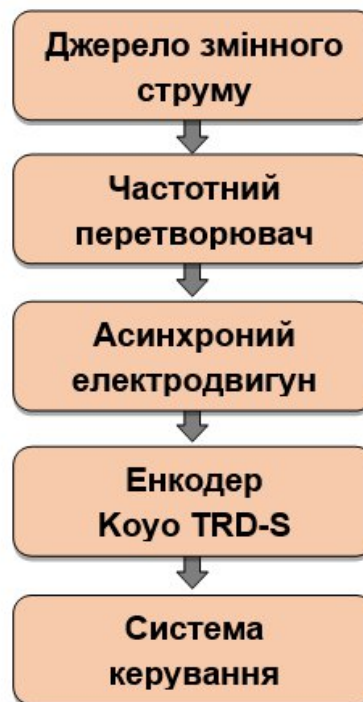 Джерело змінного
струму
Частотний
перетворювач
Асинхроний
електродвигун
Енкодер
Koyo TRD-S
Система
керування